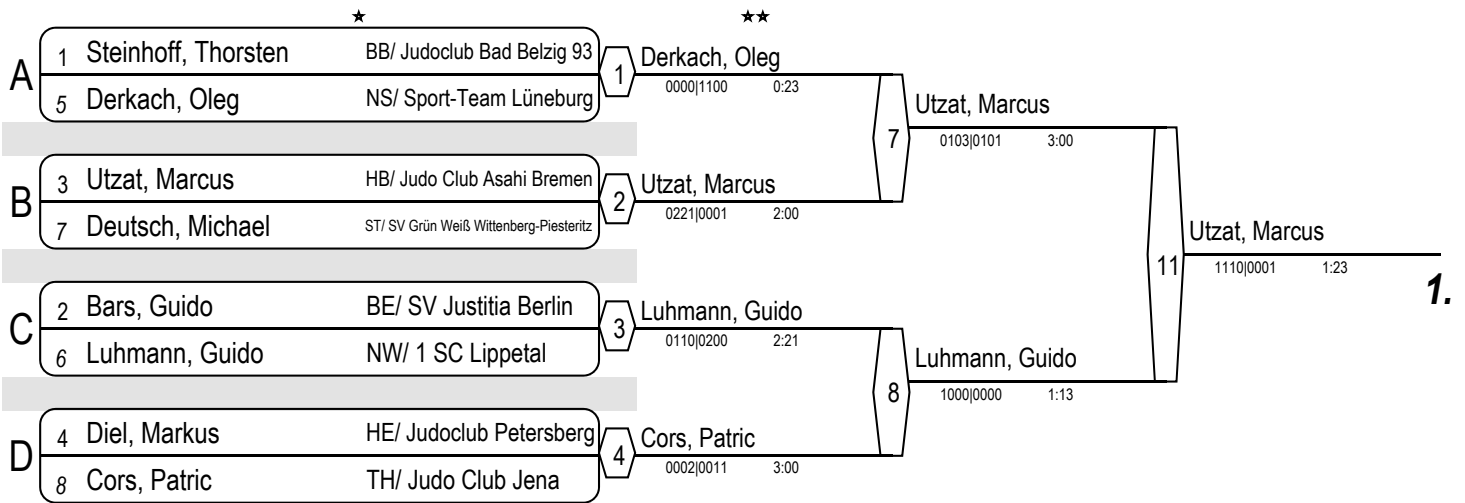 ★ ★★
A
1 Steinhoff, Thorsten BB/ Judoclub Bad Belzig 93
5 Derkach, Oleg NS/ Sport-Team Lüneburg
1
Derkach, Oleg
0000|1100 0:23
B
3 Utzat, Marcus HB/ Judo Club Asahi Bremen
7 Deutsch, Michael ST/ SV Grün Weiß Wittenberg-Piesteritz
2
Utzat, Marcus
0221|0001 2:00
7
Utzat, Marcus
0103|0101 3:00
C
2 Bars, Guido BE/ SV Justitia Berlin
6 Luhmann, Guido NW/ 1 SC Lippetal
3
Luhmann, Guido
0110|0200 2:21
D
4 Diel, Markus HE/ Judoclub Petersberg
8 Cors, Patric TH/ Judo Club Jena
4
Cors, Patric
0002|0011 3:00
8
Luhmann, Guido
1000|0000 1:13
11
Utzat, Marcus
1110|0001 1:23
1.